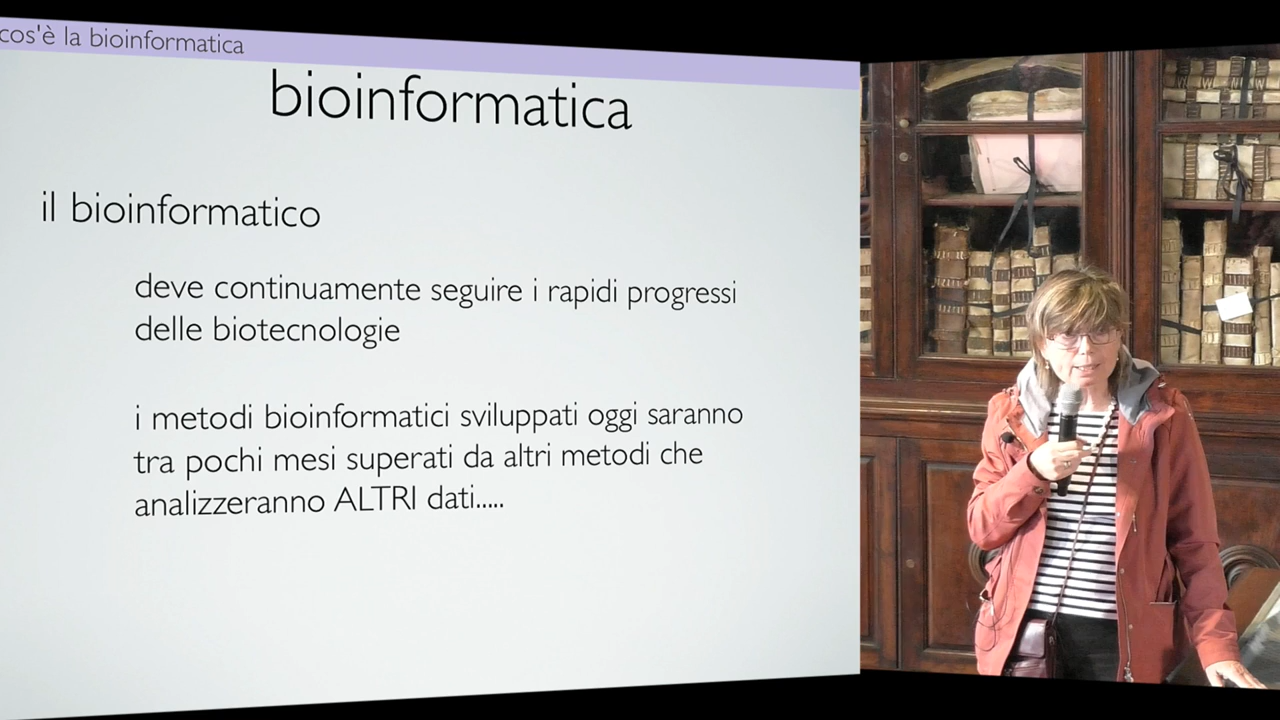 cos'è la bioinformatica
bioinformatica
il bioinformatico
deve continuamente seguire i rapidi progressi
delle biotecnologie
i metodi bioinformatici sviluppati oggi saranno
tra pochi mesi superati da altri metodi che
analizzeranno ALTRI dati.....